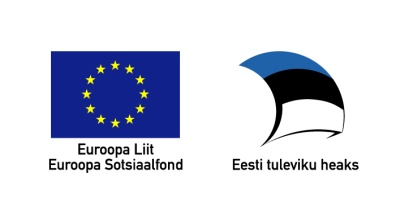 Euroopa Liit
Euroopa Sotsiaalfond
Eesti tuleviku heaks